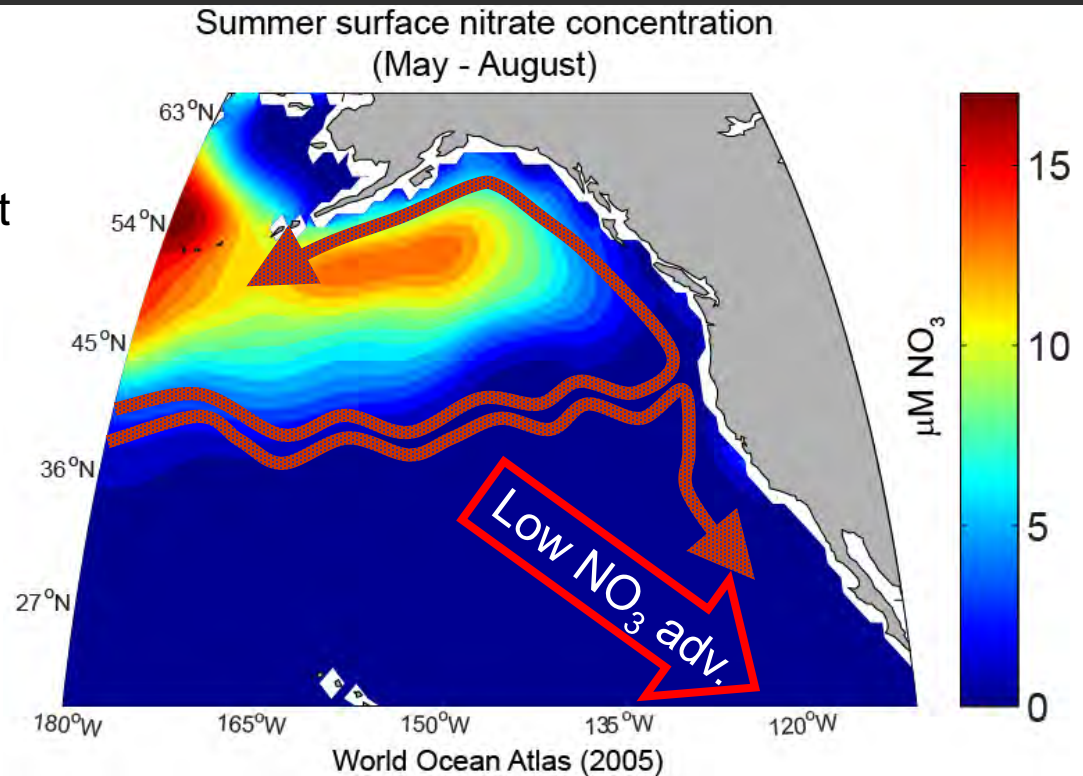 Summer surface nitrate concentration
(May - August)
63°N
54°N
45°N
36°N
27°N
180°W
165°W
150°W
135°W
120°W
World Ocean Atlas (2005)
Low NO₃ adv.
15
10
5
0
μM NO₃
t